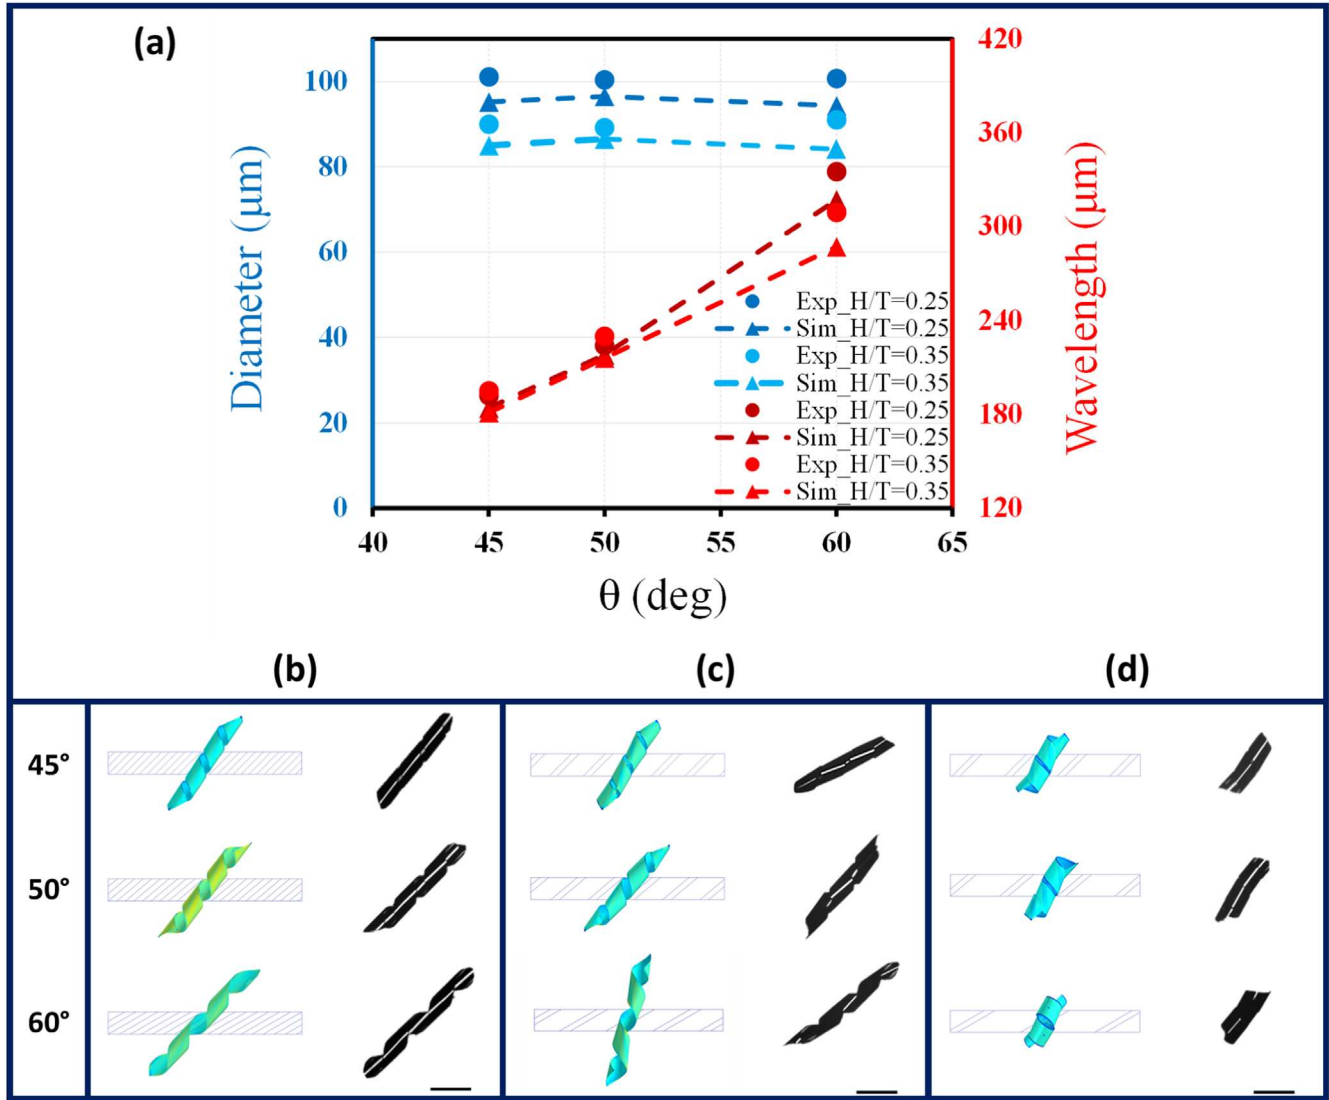 (a)
420
100
360
80
300
60
240
40
180
20
0
120
Diameter (μm)
Wavelength (μm)
Exp_H/T=0.25
Sim_H/T=0.25
Exp_H/T=0.35
Sim_H/T=0.35
Exp_H/T=0.25
Sim_H/T=0.25
Exp_H/T=0.35
Sim_H/T=0.35
40 45 50 55 60 65
θ (deg)
(b) (c) (d)
45°
50°
60°